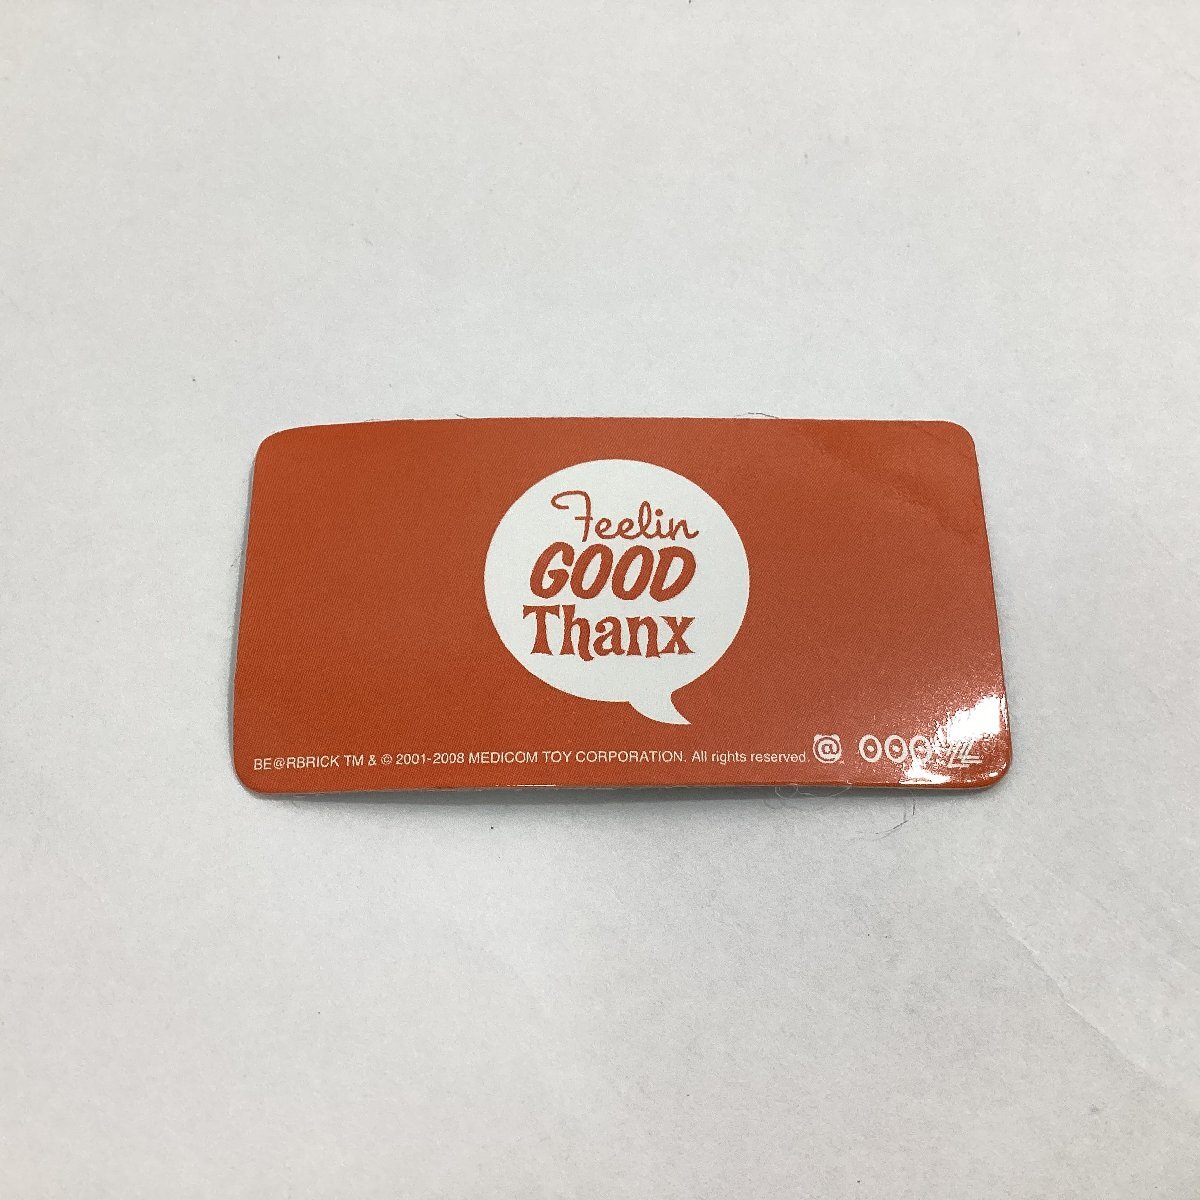 Feelin
GOOD
Thanx
BE@RBRICK TM & © 2001-2008 MEDICOM TOY CORPORATION. All rights reserved.